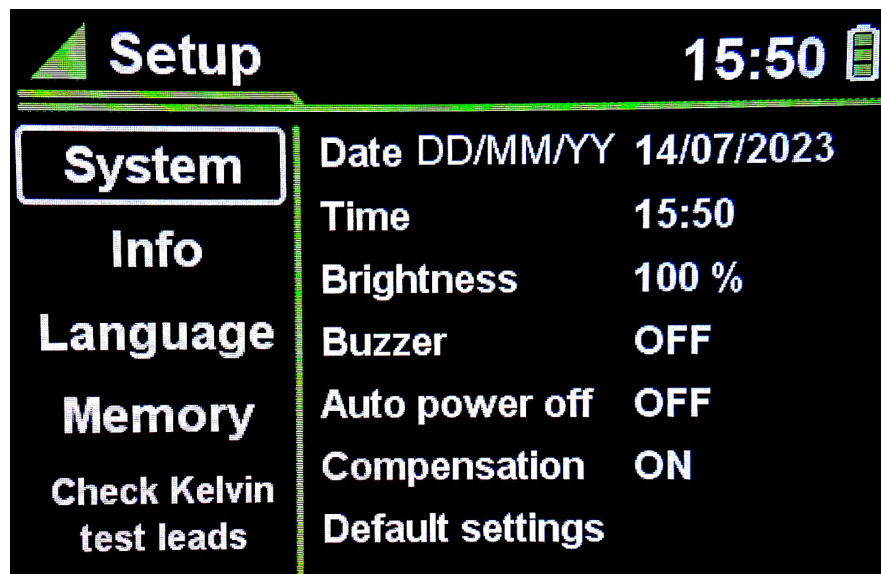 Setup 15:50
System
Info
Language
Memory
Check Kelvin
test leads
Date DD/MM/YY 14/07/2023
Time 15:50
Brightness 100 %
Buzzer OFF
Auto power off OFF
Compensation ON
Default settings